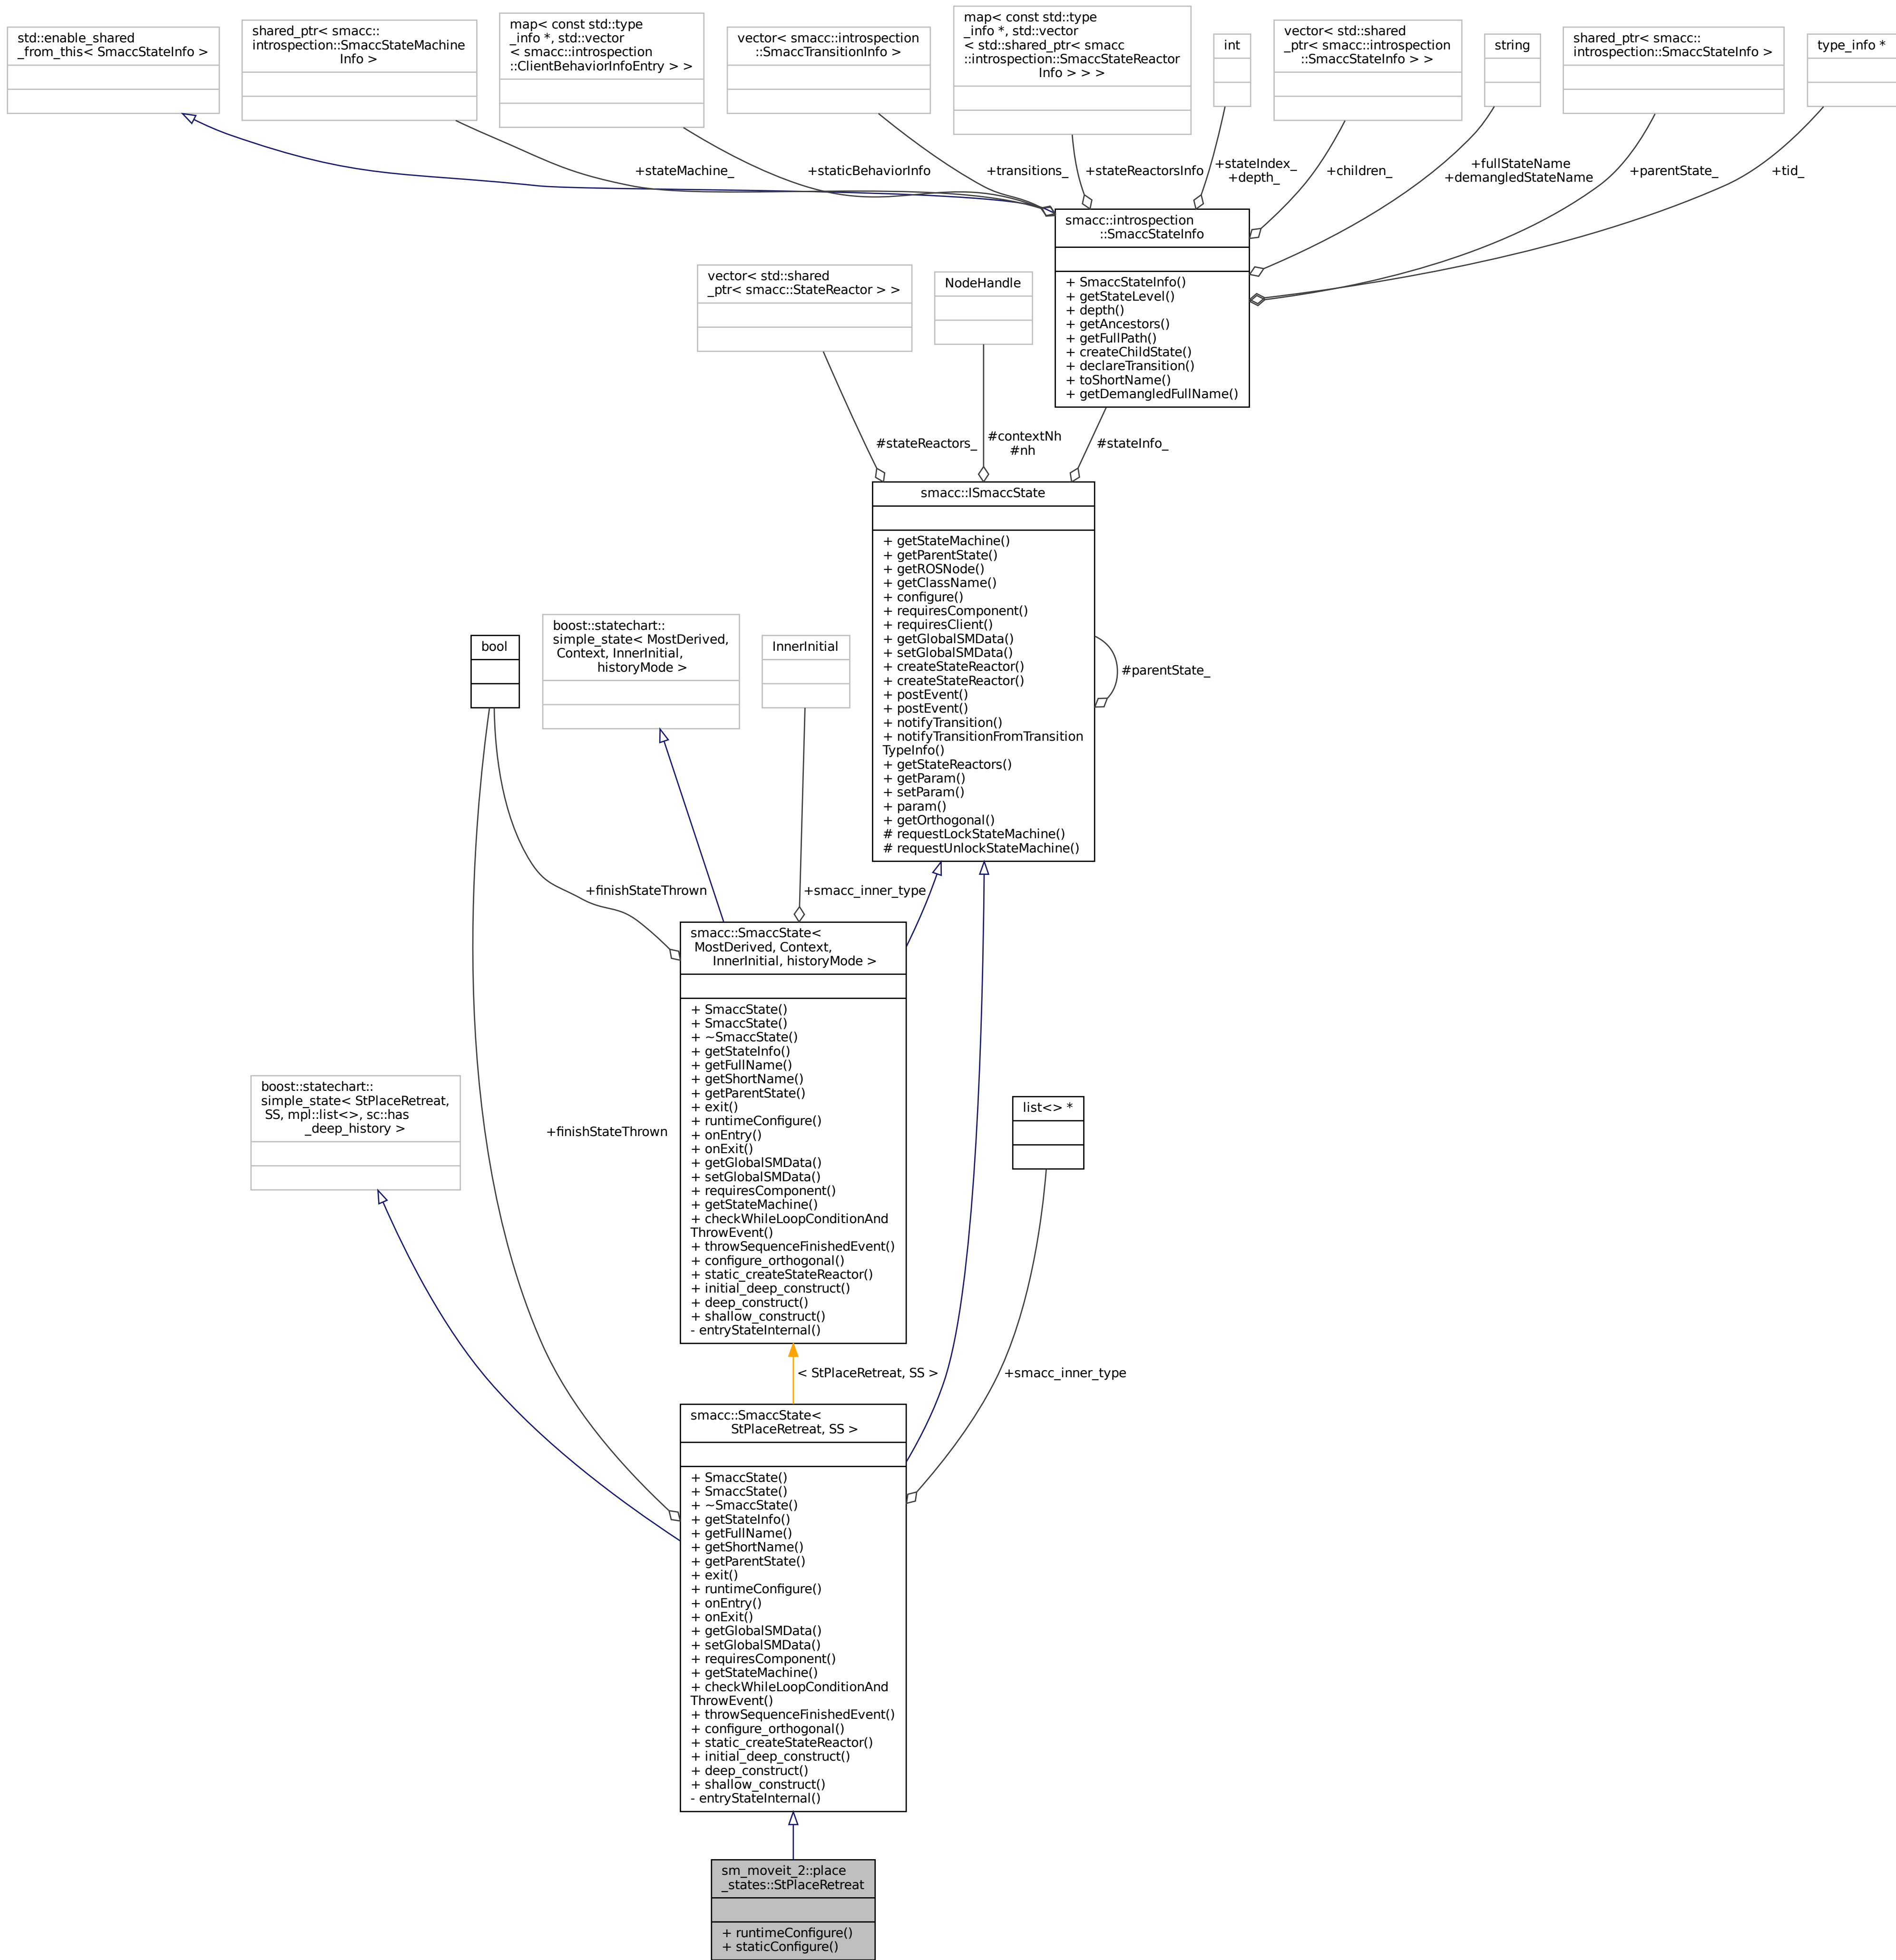 std::enable_shared
_from_this< SmaccStateInfo >
shared_ptr< smacc::
introspection::SmaccStateMachine
Info >
map< const std::type
_info *, std::vector
< smacc::introspection
::ClientBehaviorInfoEntry > >
vector< smacc::introspection
::SmaccTransitionInfo >
map< const std::type
_info *, std::vector
< std::shared_ptr< smacc
::introspection::SmaccStateReactor
Info > > >
int
vector< std::shared
_ptr< smacc::introspection
::SmaccStateInfo > >
string
shared_ptr< smacc::
introspection::SmaccStateInfo >
type_info *
+stateMachine_
+staticBehaviorInfo
+transitions_
+stateReactorsInfo
+stateIndex_
+depth_
+children_
+fullStateName
+demangledStateName
+parentState_
+tid_
smacc::introspection
::SmaccStateInfo
+ SmaccStateInfo()
+ getStateLevel()
+ depth()
+ getAncestors()
+ getFullPath()
+ createChildState()
+ declareTransition()
+ toShortName()
+ getDemangledFullName()
vector< std::shared
_ptr< smacc::StateReactor > >
NodeHandle
#stateReactors_
#contextNh
#nh
#stateInfo_
smacc::ISmaccState
+ getStateMachine()
+ getParentState()
+ getROSNode()
+ getClassName()
+ configure()
+ requiresComponent()
+ requiresClient()
+ getGlobalSMData()
+ setGlobalSMData()
+ createStateReactor()
+ createStateReactor()
+ postEvent()
+ postEvent()
+ notifyTransition()
+ notifyTransitionFromTransition
TypeInfo()
+ getStateReactors()
+ getParam()
+ setParam()
+ param()
+ getOrthogonal()
# requestLockStateMachine()
# requestUnlockStateMachine()
#parentState_
bool
boost::statechart::
simple_state< MostDerived,
Context, InnerInitial,
historyMode >
InnerInitial
+finishStateThrown
+smacc_inner_type
smacc::SmaccState<
MostDerived, Context,
InnerInitial, historyMode >
+ SmaccState()
+ SmaccState()
+ ~SmaccState()
+ getStateInfo()
+ getFullName()
+ getShortName()
+ getParentState()
+ exit()
+ runtimeConfigure()
+ onEntry()
+ onExit()
+ getGlobalSMData()
+ setGlobalSMData()
+ requiresComponent()
+ getStateMachine()
+ checkWhileLoopConditionAnd
ThrowEvent()
+ throwSequenceFinishedEvent()
+ configure_orthogonal()
+ static_createStateReactor()
+ initial_deep_construct()
+ deep_construct()
+ shallow_construct()
- entryStateInternal()
boost::statechart::
simple_state< StPlaceRetreat,
SS, mpl::list<>, sc::has
_deep_history >
+finishStateThrown
list<> *
< StPlaceRetreat, SS >
+smacc_inner_type
smacc::SmaccState<
StPlaceRetreat, SS >
+ SmaccState()
+ SmaccState()
+ ~SmaccState()
+ getStateInfo()
+ getFullName()
+ getShortName()
+ getParentState()
+ exit()
+ runtimeConfigure()
+ onEntry()
+ onExit()
+ getGlobalSMData()
+ setGlobalSMData()
+ requiresComponent()
+ getStateMachine()
+ checkWhileLoopConditionAnd
ThrowEvent()
+ throwSequenceFinishedEvent()
+ configure_orthogonal()
+ static_createStateReactor()
+ initial_deep_construct()
+ deep_construct()
+ shallow_construct()
- entryStateInternal()
sm_moveit_2::place
_states::StPlaceRetreat
+ runtimeConfigure()
+ staticConfigure()